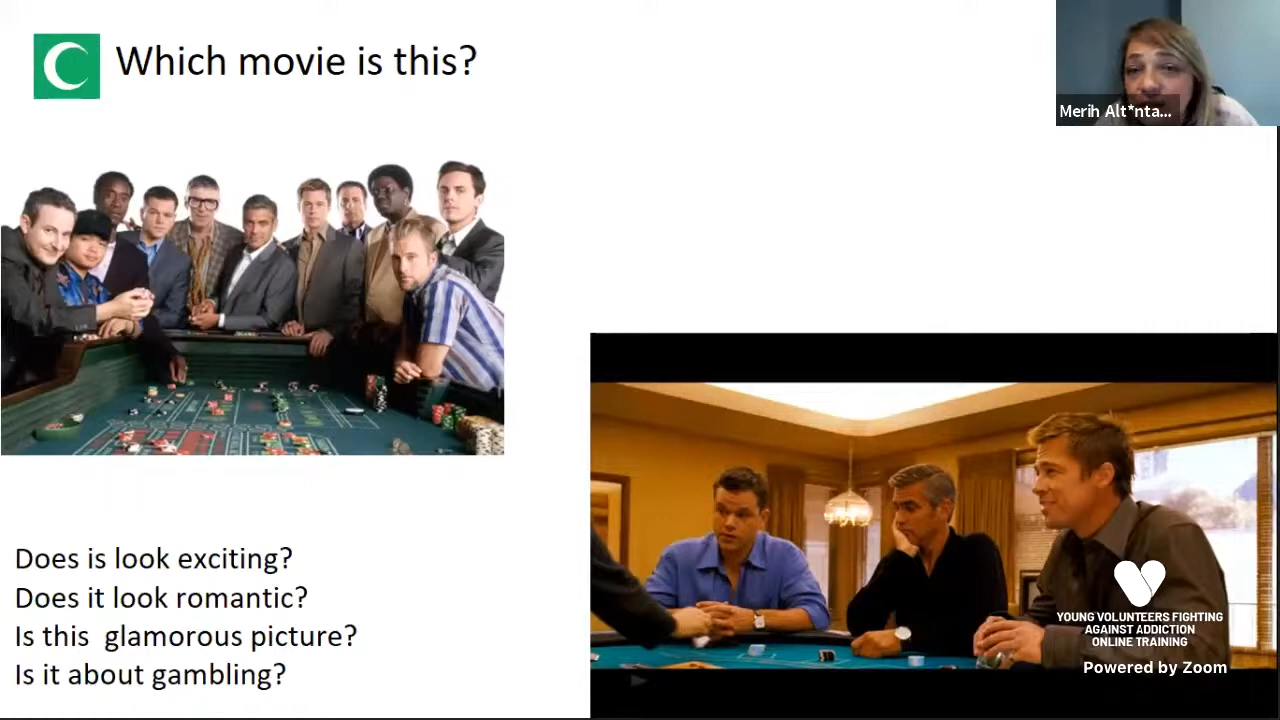 Which movie is this?
Merih Alt*nta...
Does is look exciting?
Does it look romantic?
Is this  glamorous picture?
Is it about gambling?
YOUNG VOLUNTEERS FIGHTING
AGAINST ADDICTION
ONLINE TRAINING
Powered by Zoom